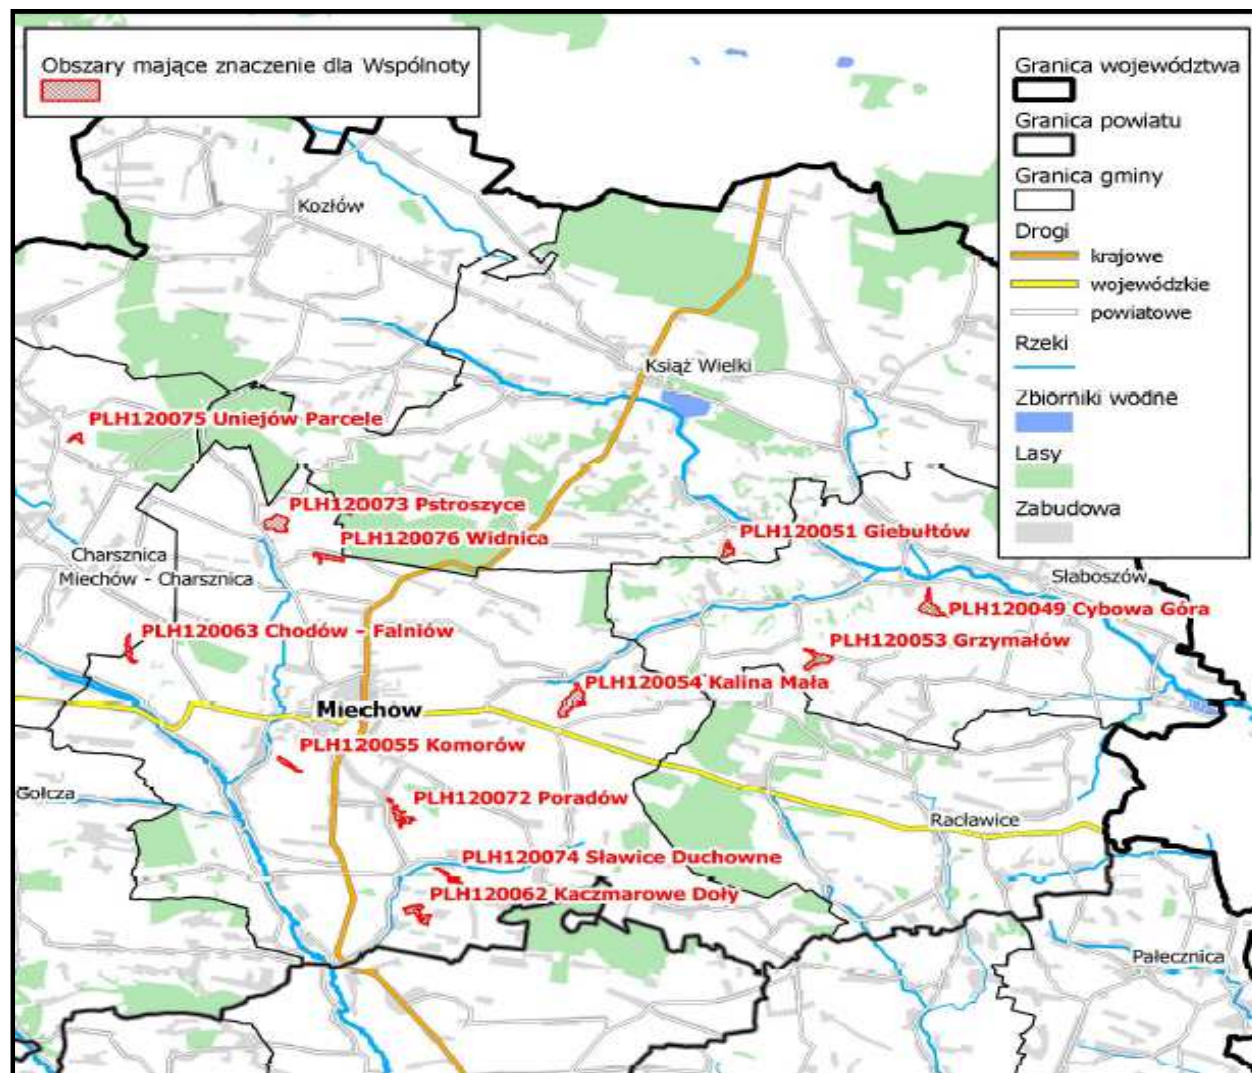 Obszary mające znaczenie dla Wspólnoty
Granica województwa
Granica powiatu
Granica gminy
Drogi
krajowe
wojewódzkie
powiatowe
Rzeki
Zbiorniki wodne
Lasy
Zabudowa
Kozłów
Książ Wielki
PLH120075 Uniejów Parcele
PLH120073 Pstroszyce
PLH120076 Widnica
PLH120051 Giebułtów
Charsznica
Miechów - Charsznica
Słaboszów
PLH120049 Cybowa Góra
PLH120063 Chodów - Falniów
PLH120053 Grzymałów
PLH120054 Kalina Mała
Miechów
PLH120055 Komorów
Gołcza
PLH120072 Poradów
Racławice
PLH120074 Sławice Duchowne
PLH120062 Kaczmarowe Doły
Pałecznica